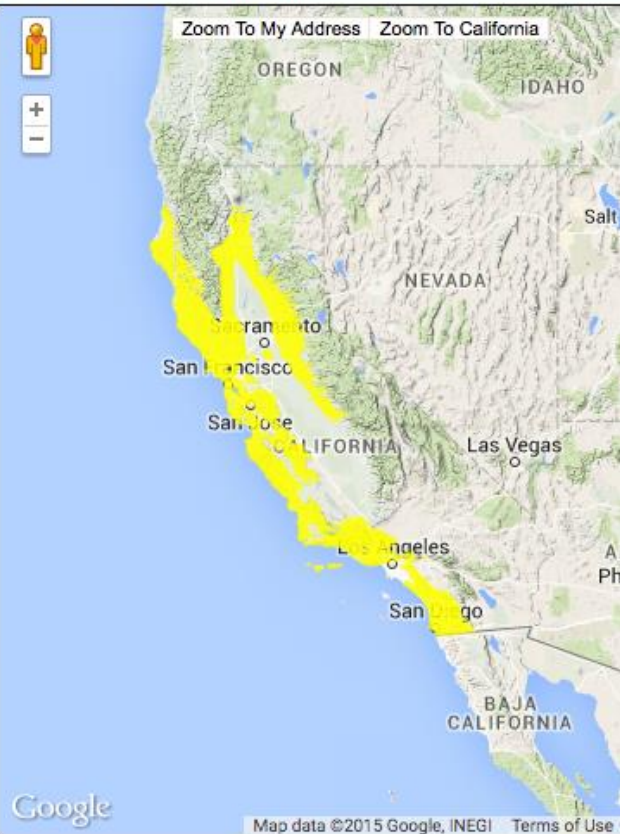 Zoom To My Address Zoom To California
OREGON
IDAHO
+
−
Salt
NEVADA
Sacramento
San Francisco
San Jose
CALIFORNIA
Las Vegas
Los Angeles
A
Ph
San Diego
BAJA
CALIFORNIA
Google
Map data ©2015 Google, INEGI Terms of Use